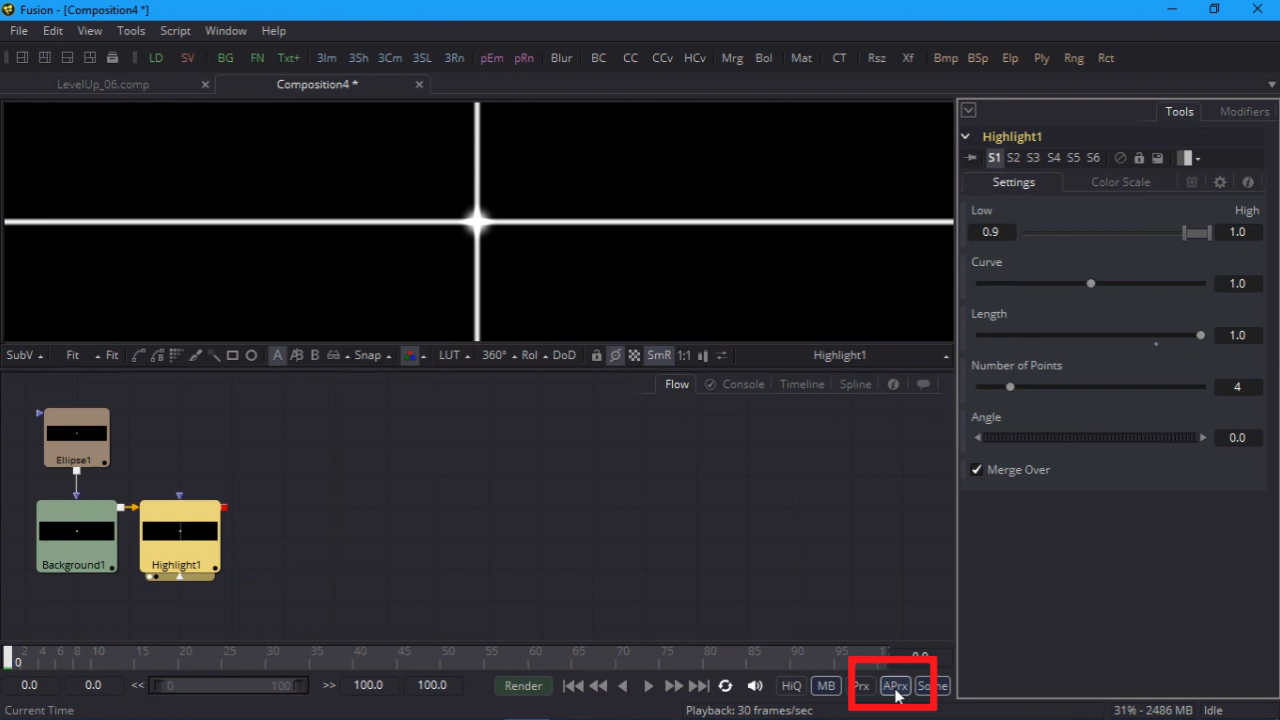 Fusion - [Composition4 *]
File Edit View Tools Script Window Help
LD SV BG FN Txt+ 3Im 3Sh 3Cm 3SL 3Rn pEm pRn Blur BC CC CCv HCv Mrg Bol Mat CT Rsz Xf Bmp BSp Elp Ply Rng Rct
LevelUp_06.comp Composition4 *
Tools Modifiers
Highlight1
S1 S2 S3 S4 S5 S6
Settings Color Scale
Low High
0.9 1.0
Curve
1.0
Length
1.0
Number of Points
4
Angle
0.0
Merge Over
SubV Fit Fit A A/B B Snap LUT 360° RoI DoD SmR 1:1 Highlight1
Flow Console Timeline Spline
Ellipse1
Background1 Highlight1
0 2 4 6 8 10 15 20 25 30 35 40 45 50 55 60 65 70 75 80 85 90 95
0.0 0.0 << 0 100 >> 100.0 100.0 Render HiQ MB Prx APrx Some
Current Time Playback: 30 frames/sec 31% - 2486 MB Idle